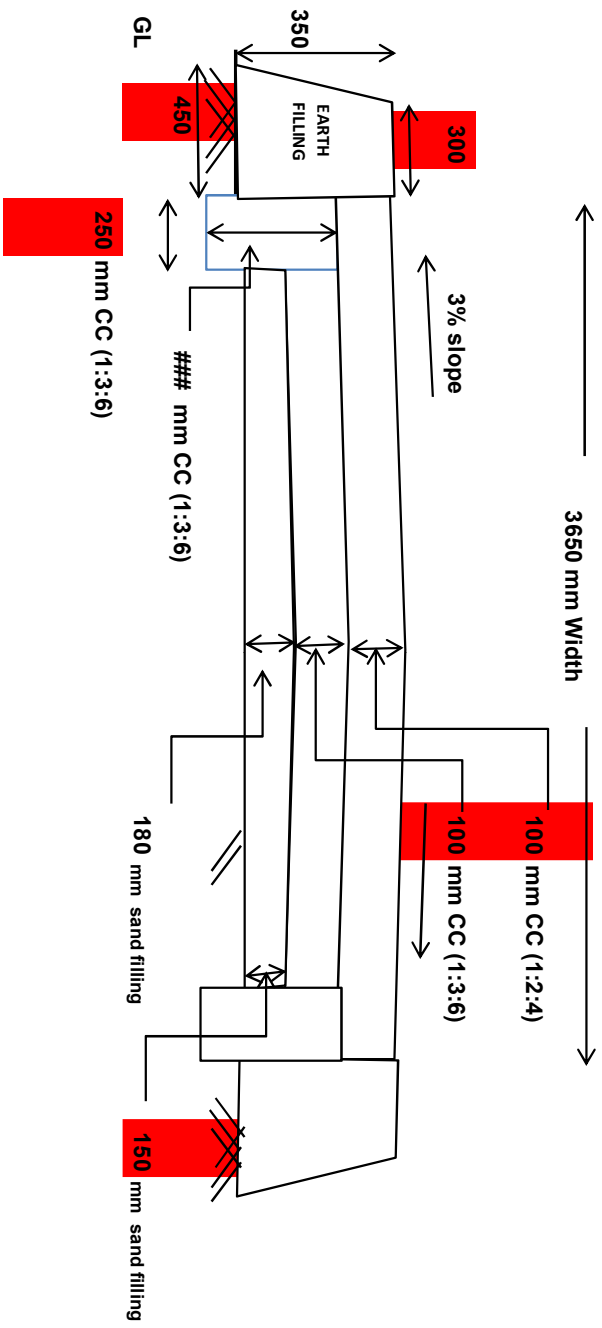 3650 mm Width
100 mm CC (1:2:4)
3% slope
100 mm CC (1:3:6)
300
350
EARTH
FILLING
450
GL
### mm CC (1:3:6)
250 mm CC (1:3:6)
180 mm sand filling
150 mm sand filling